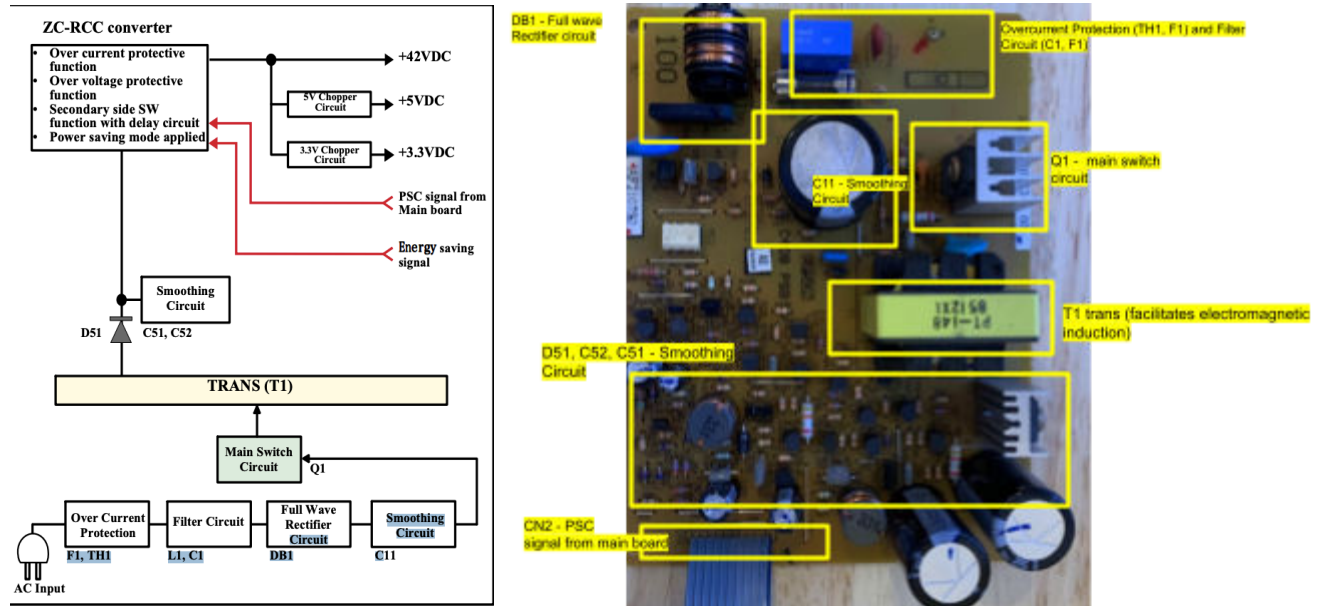 ZC-RCC converter
• Over current protective
function
• Over voltage protective
function
• Secondary side SW
function with delay circuit
• Power saving mode applied
+42VDC
5V Chopper
Circuit
+5VDC
3.3V Chopper
Circuit
+3.3VDC
PSC signal from
Main board
Energy saving
signal
Smoothing
Circuit
D51
C51, C52
TRANS (T1)
Main Switch
Circuit
Q1
Over Current
Protection
F1, TH1
Filter Circuit
L1, C1
Full Wave
Rectifier
Circuit
DB1
Smoothing
Circuit
C11
AC Input
DB1 - Full wave
Rectifier circuit
Overcurrent Protection (TH1, F1) and Filter
Circuit (C1, F1)
160
C11 - Smoothing
Circuit
Q1 - main switch
circuit
T1 trans (facilitates electromagnetic
induction)
PT-148
8512X1
D51, C52, C51 - Smoothing
Circuit
CN2 - PSC
signal from main board